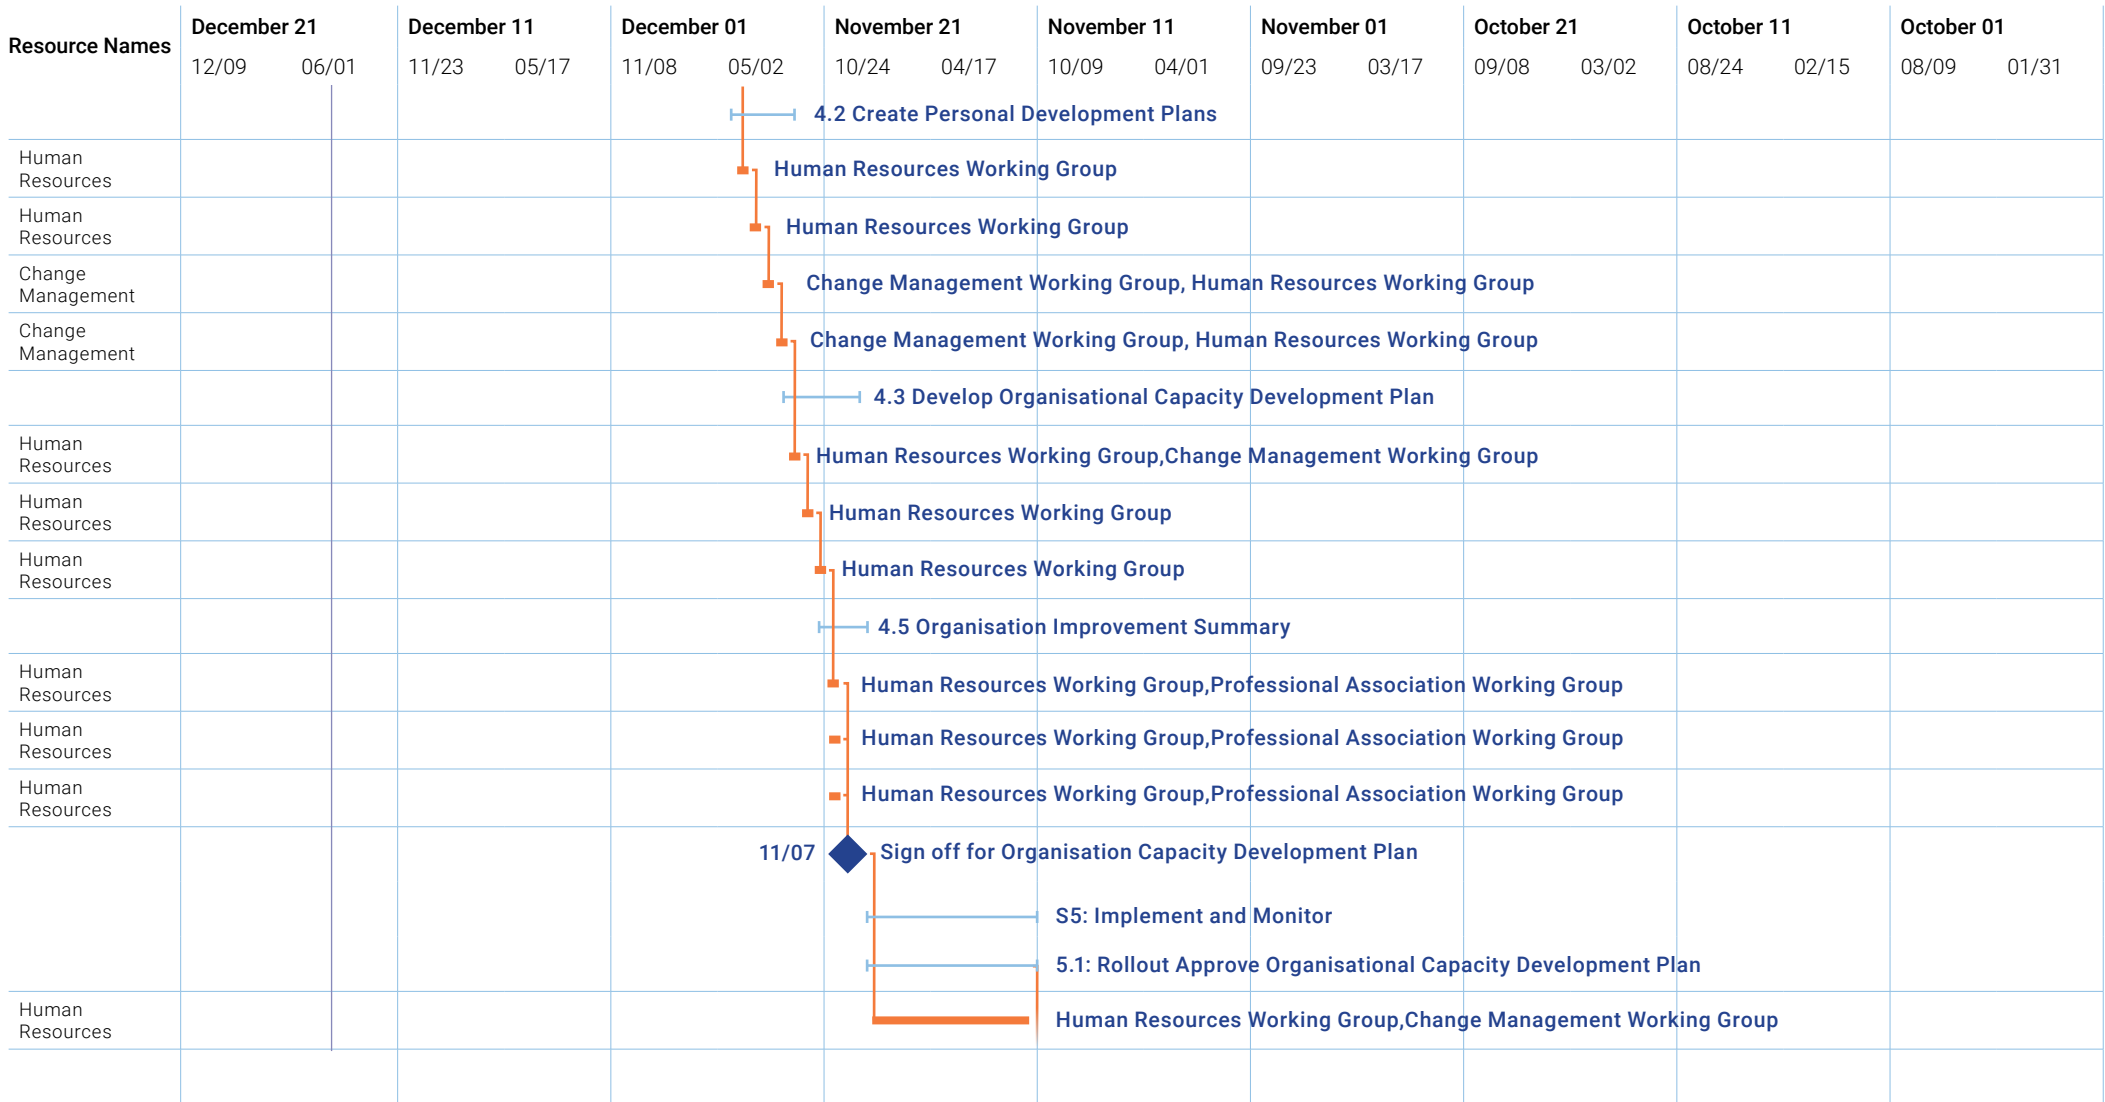 Resource Names
December 21 December 11 December 01 November 21 November 11 November 01 October 21 October 11 October 01
12/09 06/01 11/23 05/17 11/08 05/02 10/24 04/17 10/09 04/01 09/23 03/17 09/08 03/02 08/24 02/15 08/09 01/31
4.2 Create Personal Development Plans
Human
Resources
Human Resources Working Group
Human
Resources
Human Resources Working Group
Change
Management
Change Management Working Group, Human Resources Working Group
Change
Management
Change Management Working Group, Human Resources Working Group
4.3 Develop Organisational Capacity Development Plan
Human
Resources
Human Resources Working Group,Change Management Working Group
Human
Resources
Human Resources Working Group
Human
Resources
Human Resources Working Group
4.5 Organisation Improvement Summary
Human
Resources
Human Resources Working Group,Professional Association Working Group
Human
Resources
Human Resources Working Group,Professional Association Working Group
Human
Resources
Human Resources Working Group,Professional Association Working Group
11/07 Sign off for Organisation Capacity Development Plan
S5: Implement and Monitor
5.1: Rollout Approve Organisational Capacity Development Plan
Human
Resources
Human Resources Working Group,Change Management Working Group